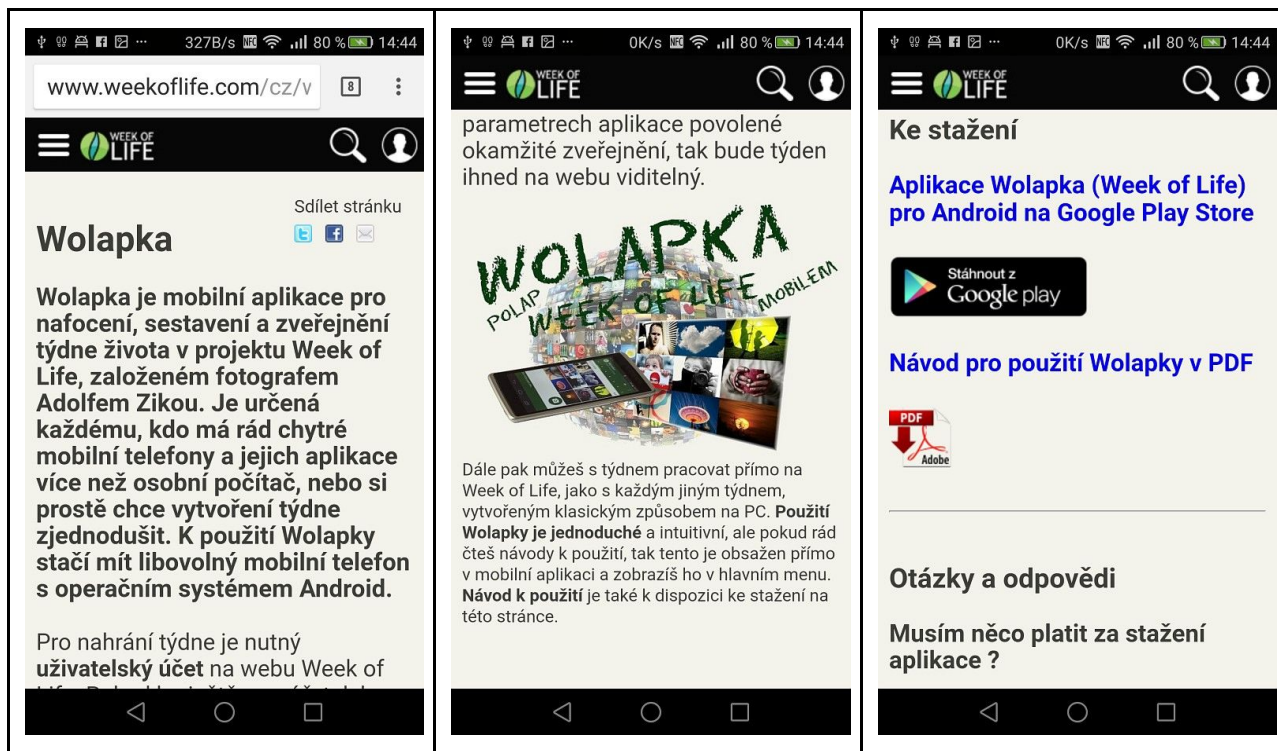 327B/s NFC 80 % 14:44
www.weekoflife.com/cz/v
8
WEEK OF
LIFE
Sdílet stránku
Wolapka
Wolapka je mobilní aplikace pro
nafocení, sestavení a zveřejnění
týdne života v projektu Week of
Life, založeném fotografem
Adolfem Zikou. Je určená
každému, kdo má rád chytré
mobilní telefony a jejich aplikace
více než osobní počítač, nebo si
prostě chce vytvoření týdne
zjednodušit. K použití Wolapky
stačí mít libovolný mobilní telefon
s operačním systémem Android.
Pro nahrání týdne je nutný
uživatelský účet na webu Week of
0K/s NFC 80 % 14:44
WEEK OF
LIFE
parametrech aplikace povolené
okamžité zveřejnění, tak bude týden
ihned na webu viditelný.
WOLAPKA
POLAP WEEK OF LIFE MOBILEM
Dále pak můžeš s týdnem pracovat přímo na
Week of Life, jako s každým jiným týdnem,
vytvořeným klasickým způsobem na PC. Použití
Wolapky je jednoduché a intuitivní, ale pokud rád
čteš návody k použití, tak tento je obsažen přímo
v mobilní aplikaci a zobrazíš ho v hlavním menu.
Návod k použití je také k dispozici ke stažení na
této stránce.
0K/s NFC 80 % 14:44
WEEK OF
LIFE
Ke stažení
Aplikace Wolapka (Week of Life)
pro Android na Google Play Store
Stáhnout z
Google play
Návod pro použití Wolapky v PDF
PDF
Adobe
Otázky a odpovědi
Musím něco platit za stažení
aplikace ?